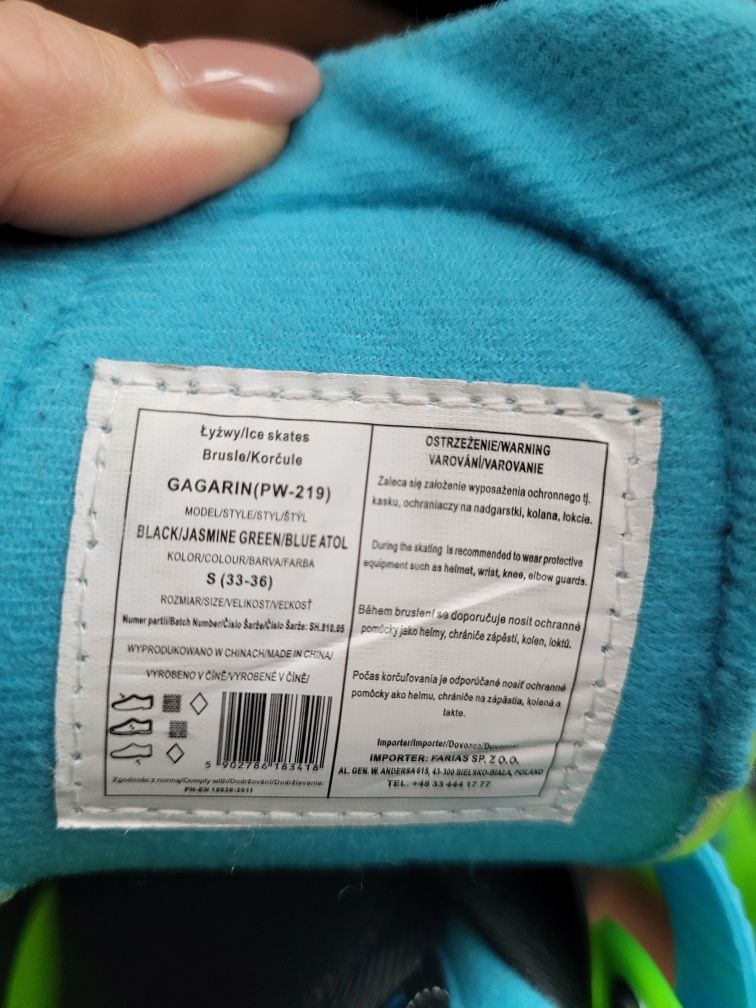 Łyżwy/Ice skates
Brusle/Korčule
GAGARIN(PW-219)
MODEL/STYLE/STYL/ŠTÝL
BLACK/JASMINE GREEN/BLUE ATOL
KOLOR/COLOUR/BARVA/FARBA
S (33-36)
ROZMIAR/SIZE/VELIKOST/VEĽKOSŤ
Numer partii/Batch Number/Číslo Šarže/Číslo Šarže: SH.810.05
WYPRODUKOWANO W CHINACH/MADE IN CHINA/
VYROBENO V ČÍNĚ/VYROBENÉ V ČÍNĚ/
5 902786 183418
Zgodność z normą/Comply with/Dodržování/Dodržiavanie:
PN-EN 15638:2011
OSTRZEŻENIE/WARNING
VAROVÁNÍ/VAROVANIE
Zaleca się założenie wyposażenia ochronnego tj.
kasku, ochraniaczy na nadgarstki, kolana, łokcie.
During the skating is recommended to wear protective
equipment such as helmet, wrist, knee, elbow guards.
Během bruslení se doporučuje nosit ochranné
pomůcky jako helmy, chrániče zápěstí, kolen, loktů.
Počas korčuľovania je odporúčané nosiť ochranné
pomôcky ako helmu, chrániče na zápästia, kolená a
lakte.
Importer/Importer/Dovozce/Dovozca:
IMPORTER: FARIAS SP. Z O.O.
AL. GEN. W. ANDERSA 615, 43-300 BIELSKO-BIAŁA, POLAND
TEL. +48 33 444 17 77